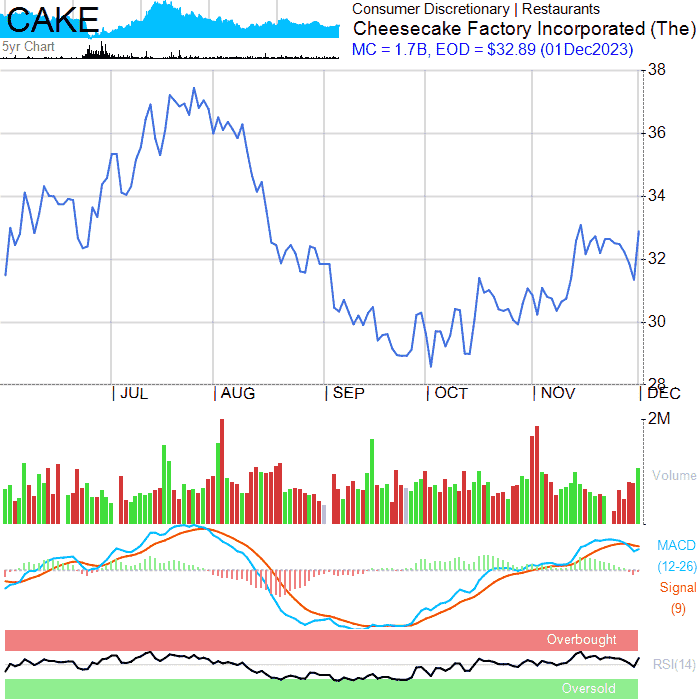 CAKE
5yr Chart
Consumer Discretionary | Restaurants
Cheesecake Factory Incorporated (The)
MC = 1.7B, EOD = $32.89 (01Dec2023)
38
36
34
32
30
28
JUL AUG SEP OCT NOV DEC
2M
Volume
MACD
(12-26)
Signal
(9)
Overbought
RSI(14)
Oversold